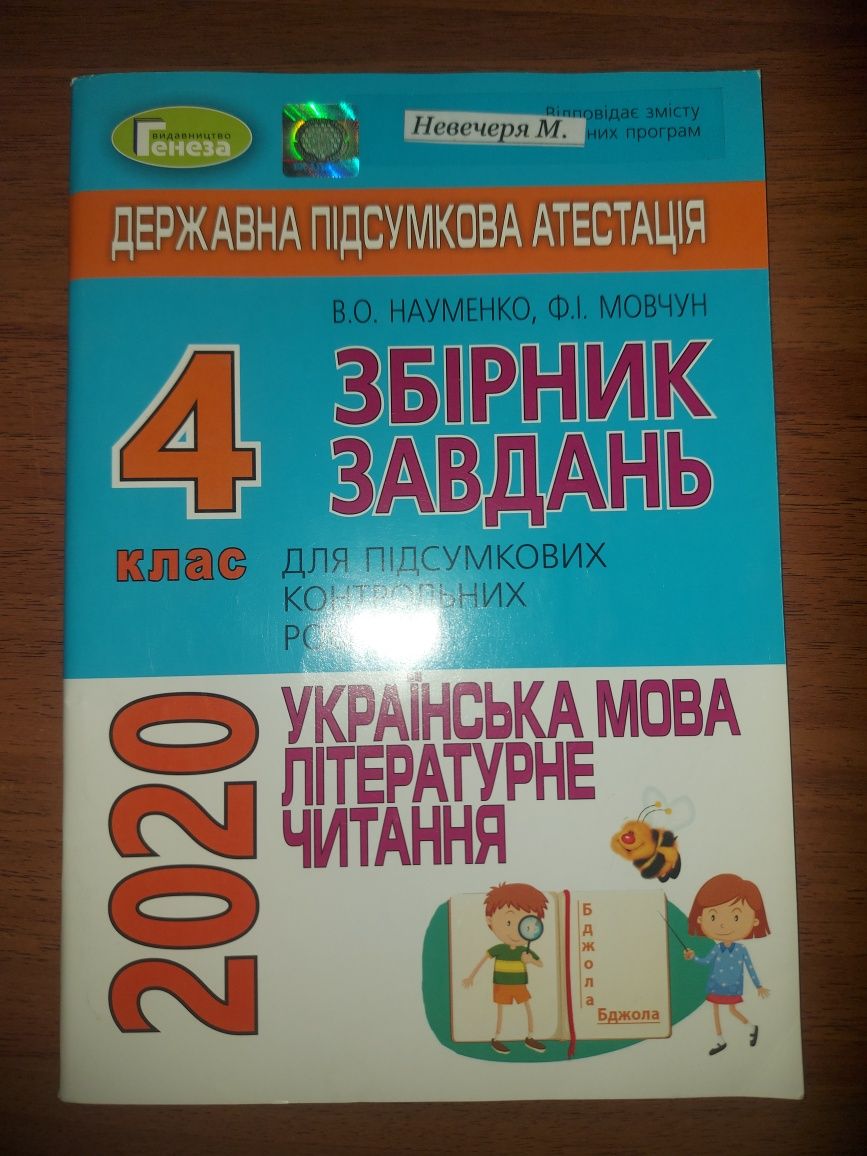 видавництво
Генеза
Відповідає змісту
Невечеря М.
програм
ДЕРЖАВНА ПІДСУМКОВА АТЕСТАЦІЯ
В.О. НАУМЕНКО, Ф.І. МОВЧУН
4
клас
ЗБІРНИК
ЗАВДАНЬ
ДЛЯ ПІДСУМКОВИХ
КОНТРОЛЬНИХ
2020
УКРАЇНСЬКА МОВА
ЛІТЕРАТУРНЕ
ЧИТАННЯ
Бджола
Бджола